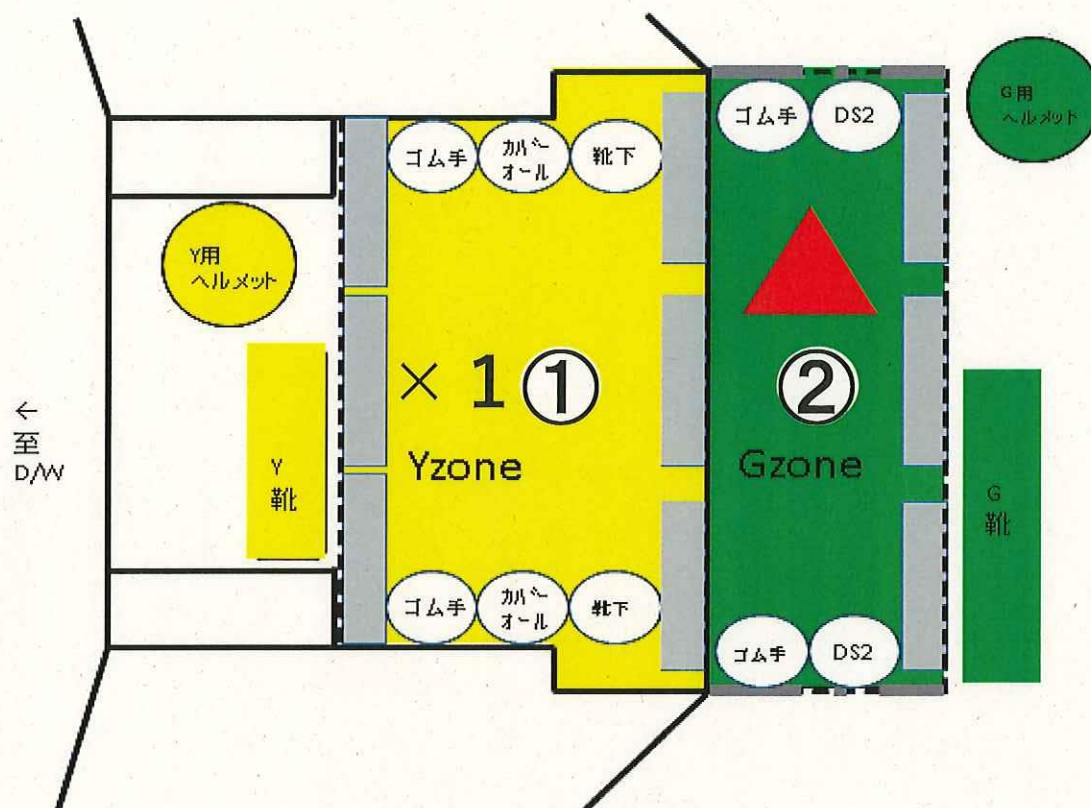 ゴム手
DS2
G用
ヘルメット
ゴム手
カバー
オール
靴下
Y用
ヘルメット
× 1 ①
②
←
至
D/W
Yzone
Gzone
Y
靴
G
靴
ゴム手
カバー
オール
靴下
ゴム手
DS2